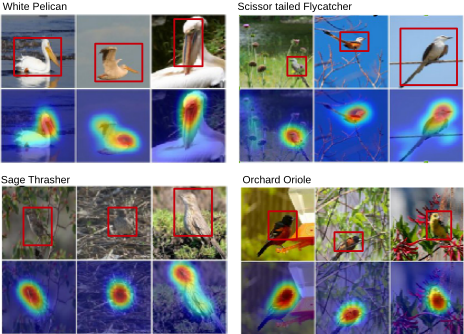 White Pelican
Scissor tailed Flycatcher
Sage Thrasher
Orchard Oriole